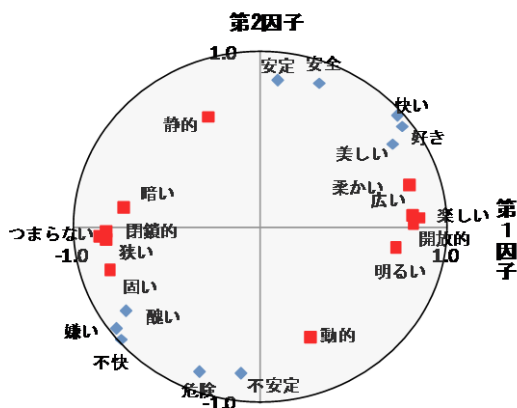 第2因子
1.0
安定
安全
快い
好き
静的
美しい
柔かい
暗い
広い
楽しい
第1因子
つまらない
閉鎖的
開放的
-1.0
狭い
明るい
1.0
固い
醜い
嫌い
動的
不快
危険
不安定
-1.0